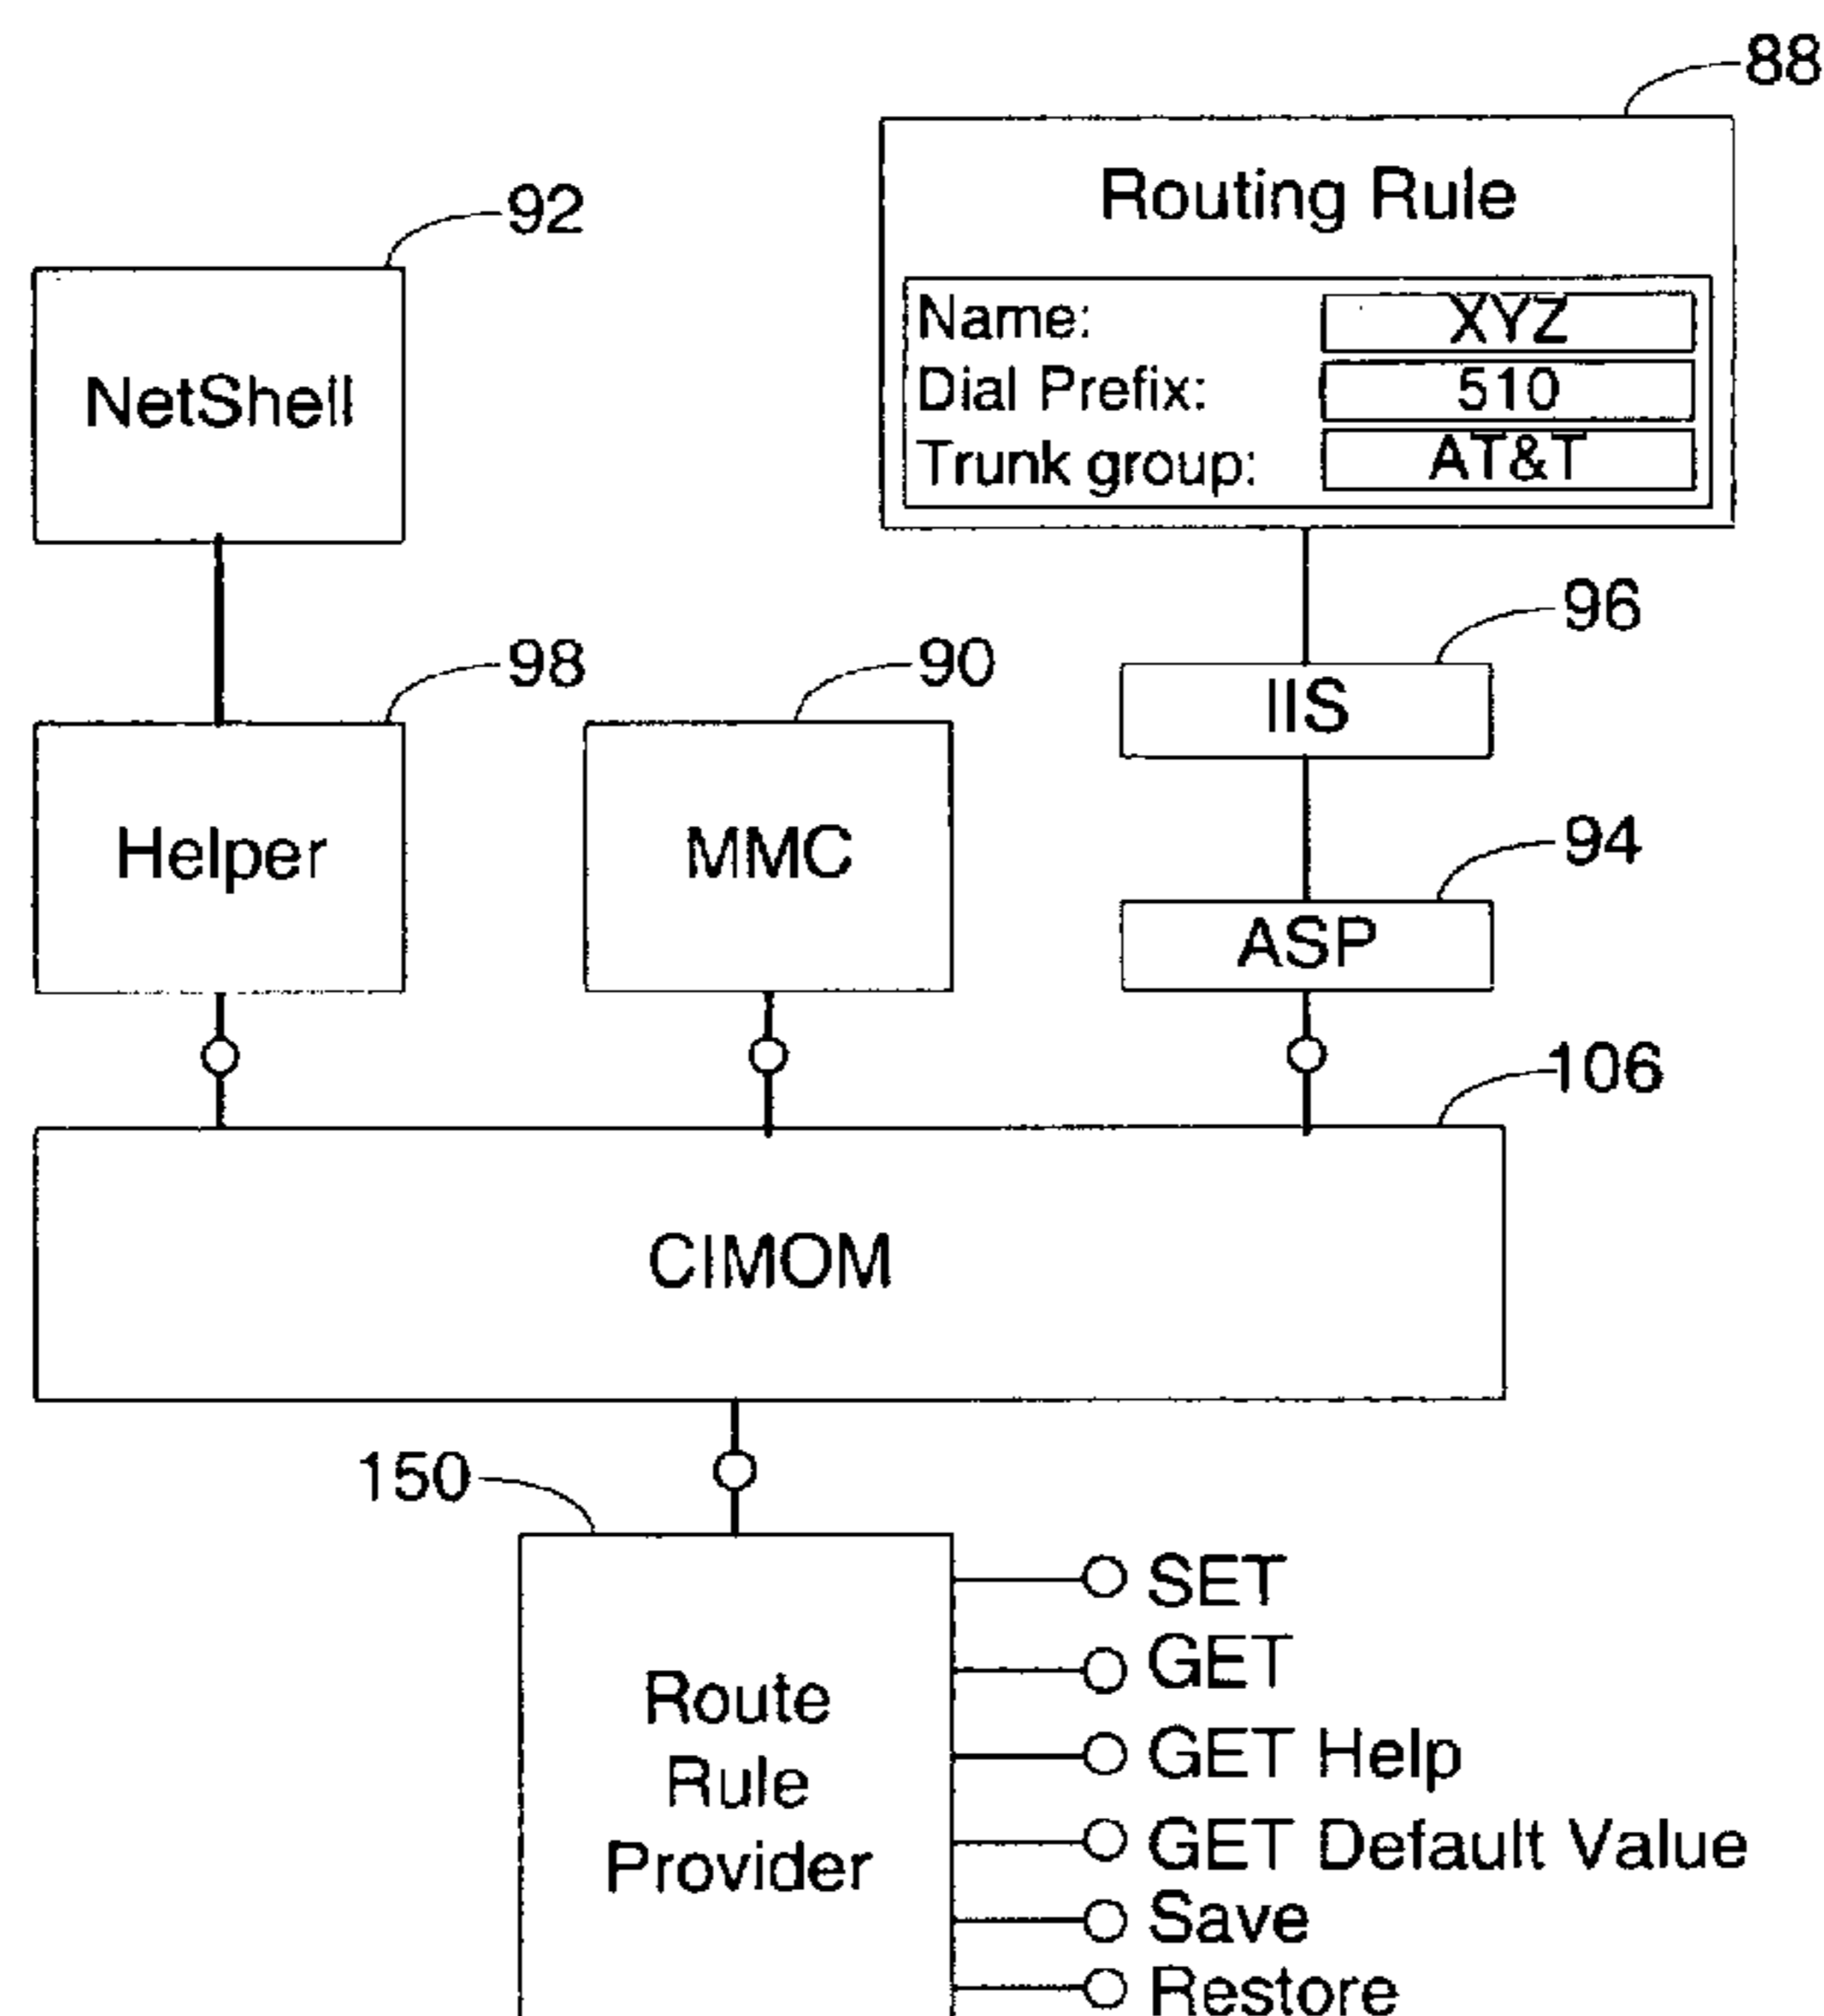 88
Routing Rule
92
Name: XYZ
Dial Prefix: 510
Trunk group: AT&T
NetShell
96
98
90
IIS
Helper
MMC
94
ASP
106
CIMOM
150
SET
GET
Route
Rule
Provider
GET Help
GET Default Value
Save
Restore